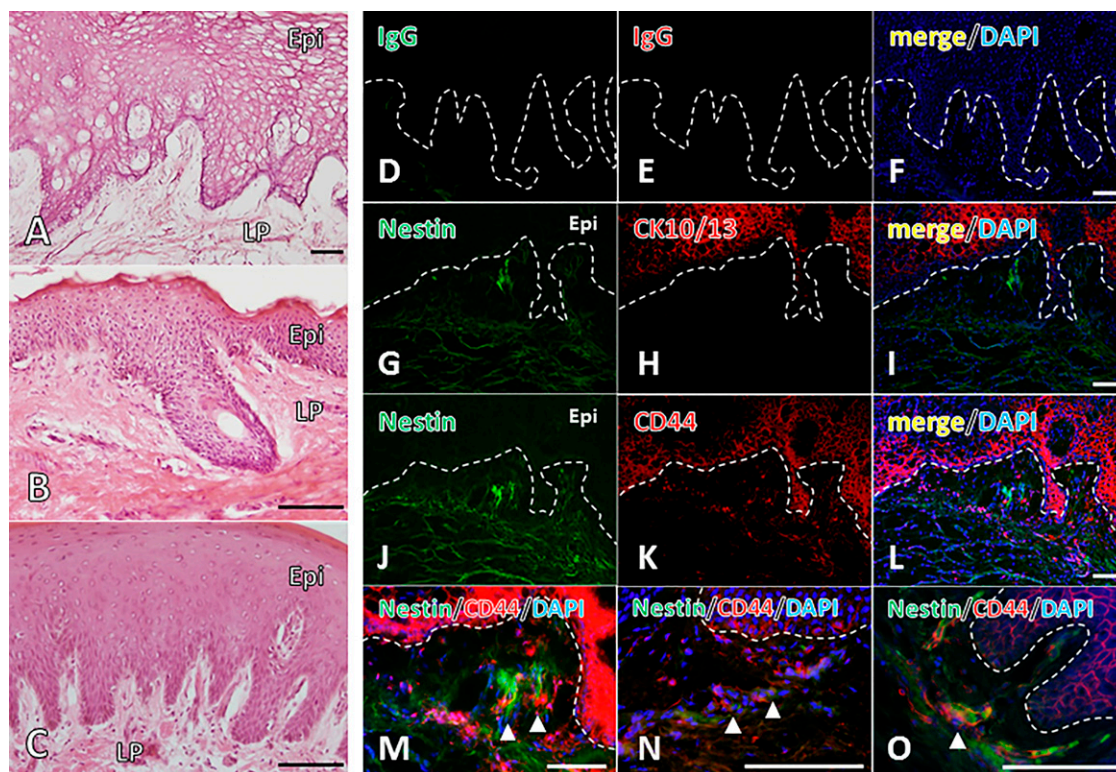 Epi
A
LP
Epi
LP
B
Epi
C
LP
IgG
D
IgG
E
merge/DAPI
F
Nestin
Epi
G
CK10/13
H
merge/DAPI
I
Nestin
Epi
J
CD44
K
merge/DAPI
L
Nestin/CD44/DAPI
M
Nestin/CD44/DAPI
N
Nestin/CD44/DAPI
O